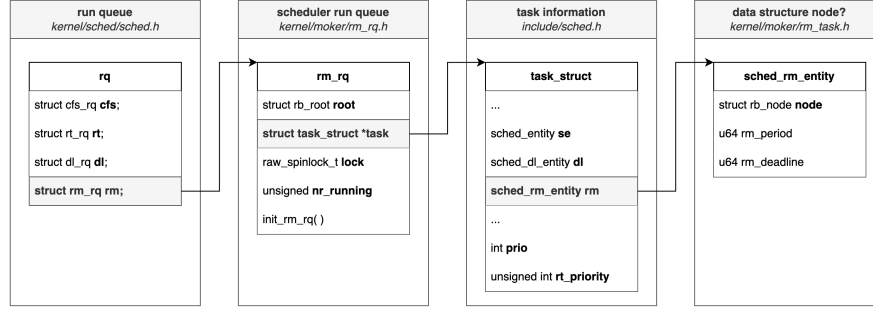 run queue
kernel/sched/sched.h
rq
struct cfs_rq cfs;
struct rt_rq rt;
struct dl_rq dl;
struct rm_rq rm;
scheduler run queue
kernel/moker/rm_rq.h
rm_rq
struct rb_root root
struct task_struct *task
raw_spinlock_t lock
unsigned nr_running
init_rm_rq( )
task information
include/sched.h
task_struct
...
sched_entity se
sched_dl_entity dl
sched_rm_entity rm
...
int prio
unsigned int rt_priority
data structure node?
kernel/moker/rm_task.h
sched_rm_entity
struct rb_node node
u64 rm_period
u64 rm_deadline